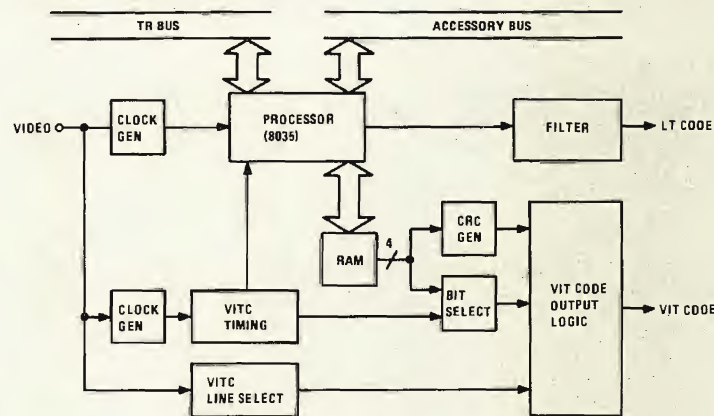 TR BUS
ACCESSORY BUS
VIDEO
CLOCK
GEN
PROCESSOR
(8035)
FILTER
LT CODE
4
RAM
CRC
GEN
CLOCK
GEN
VITC
TIMING
BIT
SELECT
VIT CODE
OUTPUT
LOGIC
VIT CODE
VITC
LINE SELECT